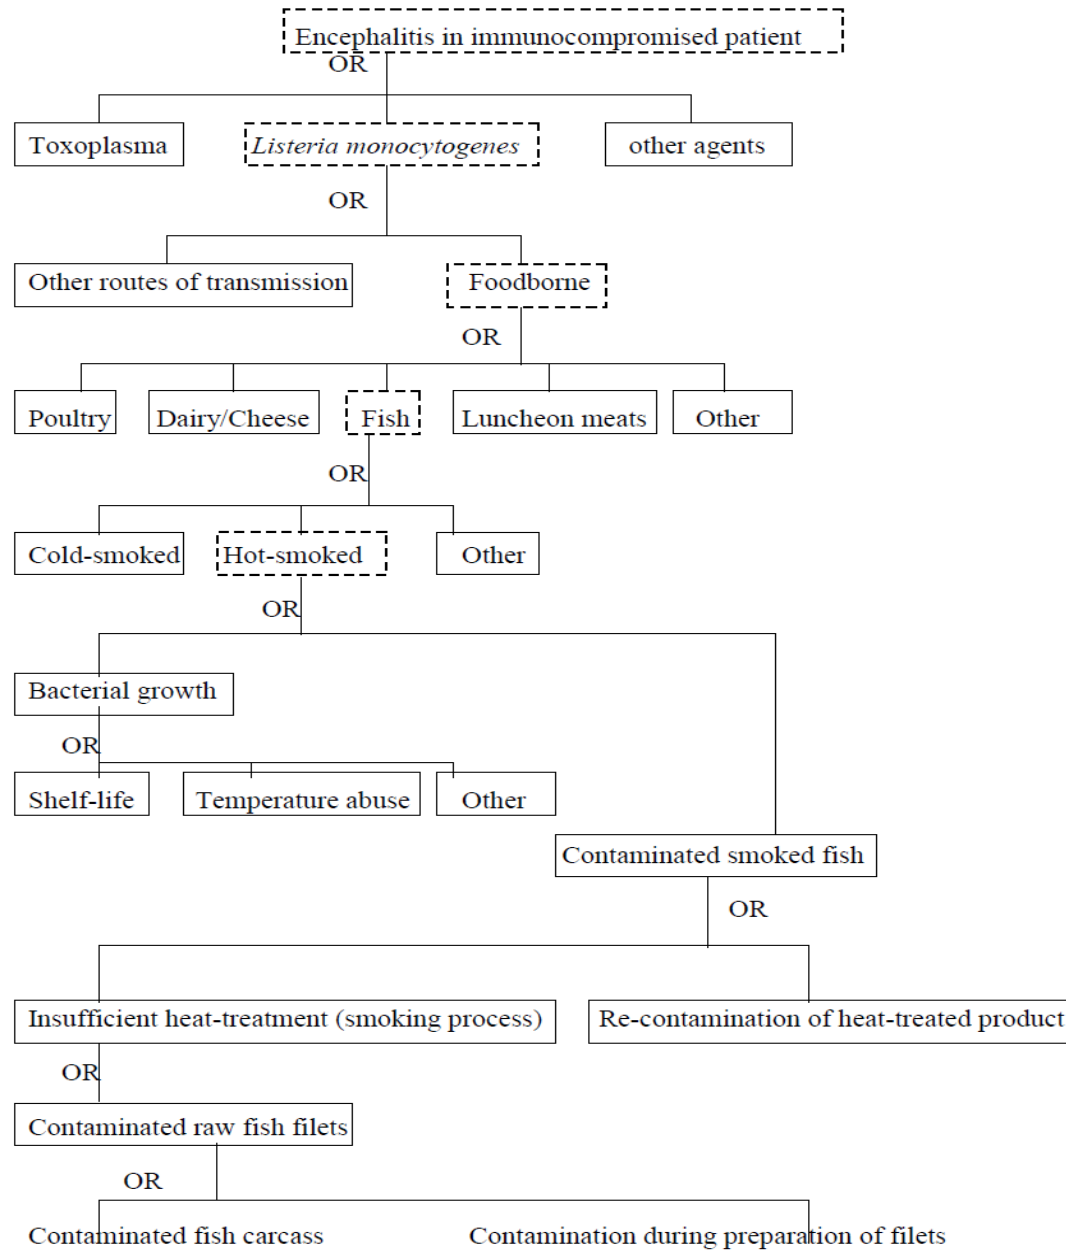 Encephalitis in immunocompromised patient
OR
Toxoplasma
Listeria monocytogenes
other agents
OR
Other routes of transmission
Foodborne
OR
Poultry
Dairy/Cheese
Fish
Luncheon meats
Other
OR
Cold-smoked
Hot-smoked
Other
OR
Bacterial growth
OR
Shelf-life
Temperature abuse
Other
Contaminated smoked fish
OR
Insufficient heat-treatment (smoking process)
Re-contamination of heat-treated product
OR
Contaminated raw fish filets
OR
Contaminated fish carcass
Contamination during preparation of filets